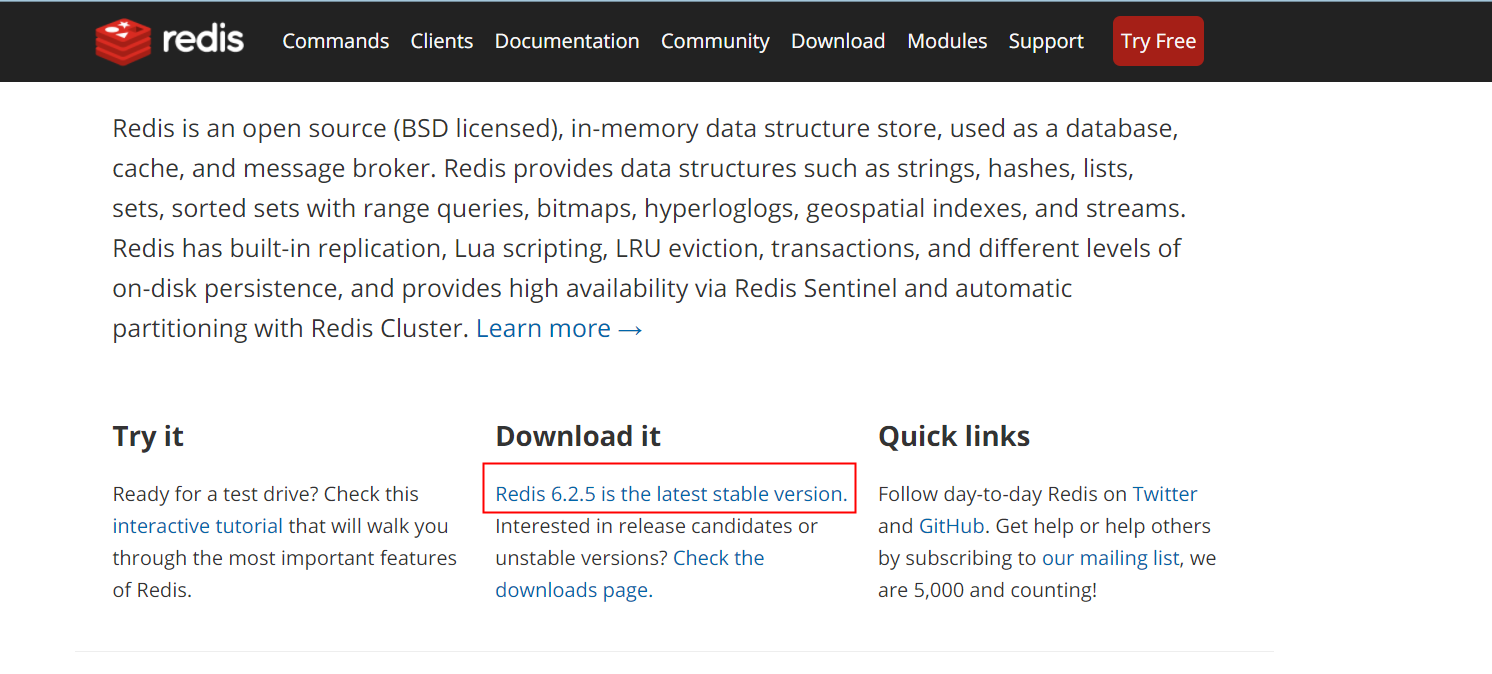 redis Commands Clients Documentation Community Download Modules Support Try Free
Redis is an open source (BSD licensed), in-memory data structure store, used as a database,
cache, and message broker. Redis provides data structures such as strings, hashes, lists,
sets, sorted sets with range queries, bitmaps, hyperloglogs, geospatial indexes, and streams.
Redis has built-in replication, Lua scripting, LRU eviction, transactions, and different levels of
on-disk persistence, and provides high availability via Redis Sentinel and automatic
partitioning with Redis Cluster. Learn more →
Try it
Ready for a test drive? Check this
interactive tutorial that will walk you
through the most important features
of Redis.
Download it
Redis 6.2.5 is the latest stable version.
Interested in release candidates or
unstable versions? Check the
downloads page.
Quick links
Follow day-to-day Redis on Twitter
and GitHub. Get help or help others
by subscribing to our mailing list, we
are 5,000 and counting!